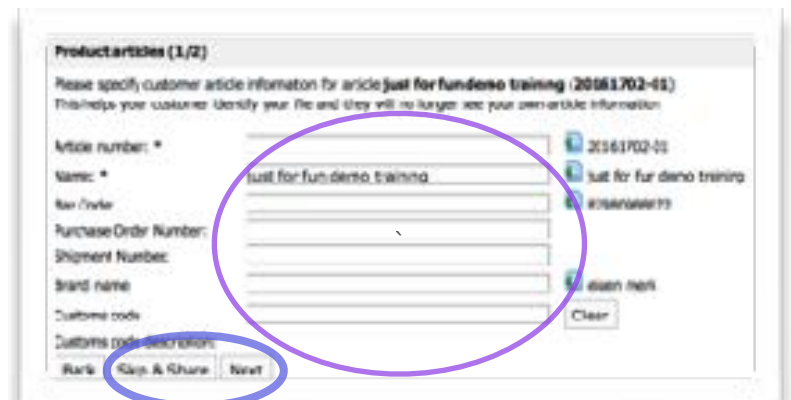 Product articles (1/2)
Please specify customer article information for article just for fundemo training (20161702-01)
This helps your customer identify your file and they will no longer see your own article information
Article number: * 20161702-01
Name: * just for fun demo training just for fun demo training
Bar Code
Purchase Order Number:
Shipment Number:
Brand name eigen merk
Customs code Clear
Customs code description:
Back Skip & Share Next